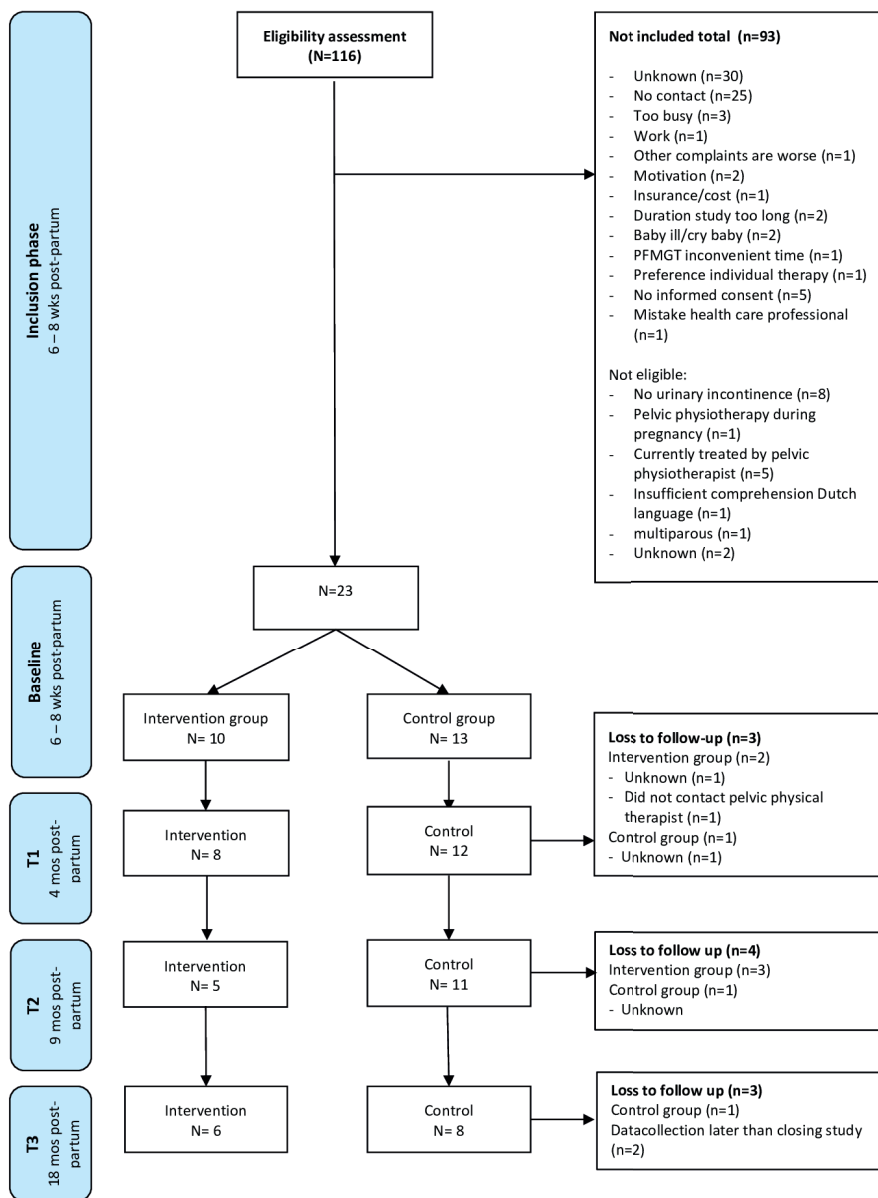 Eligibility assessment
(N=116)
Not included total  (n=93)
- Unknown (n=30)
- No contact (n=25)
- Too busy (n=3)
- Work (n=1)
- Other complaints are worse (n=1)
- Motivation (n=2)
- Insurance/cost (n=1)
- Duration study too long (n=2)
- Baby ill/cry baby (n=2)
- PFMGT inconvenient time (n=1)
- Preference individual therapy (n=1)
- No informed consent (n=5)
- Mistake health care professional
(n=1)
Not eligible:
- No urinary incontinence (n=8)
- Pelvic physiotherapy during
pregnancy (n=1)
- Currently treated by pelvic
physiotherapist (n=5)
- Insufficient comprehension Dutch
language (n=1)
- multiparous (n=1)
- Unknown (n=2)
Inclusion phase
6 – 8 wks post-partum
N=23
Baseline
6 – 8 wks post-partum
Intervention group
N= 10
Control group
N= 13
Loss to follow-up (n=3)
Intervention group (n=2)
- Unknown (n=1)
- Did not contact pelvic physical
therapist (n=1)
Control group (n=1)
- Unknown (n=1)
T1
4 mos post-
partum
Intervention
N= 8
Control
N= 12
T2
9 mos post-
partum
Intervention
N= 5
Control
N= 11
Loss to follow up (n=4)
Intervention group (n=3)
Control group (n=1)
- Unknown
T3
18 mos post-
partum
Intervention
N= 6
Control
N= 8
Loss to follow up (n=3)
Control group (n=1)
Datacollection later than closing study
(n=2)